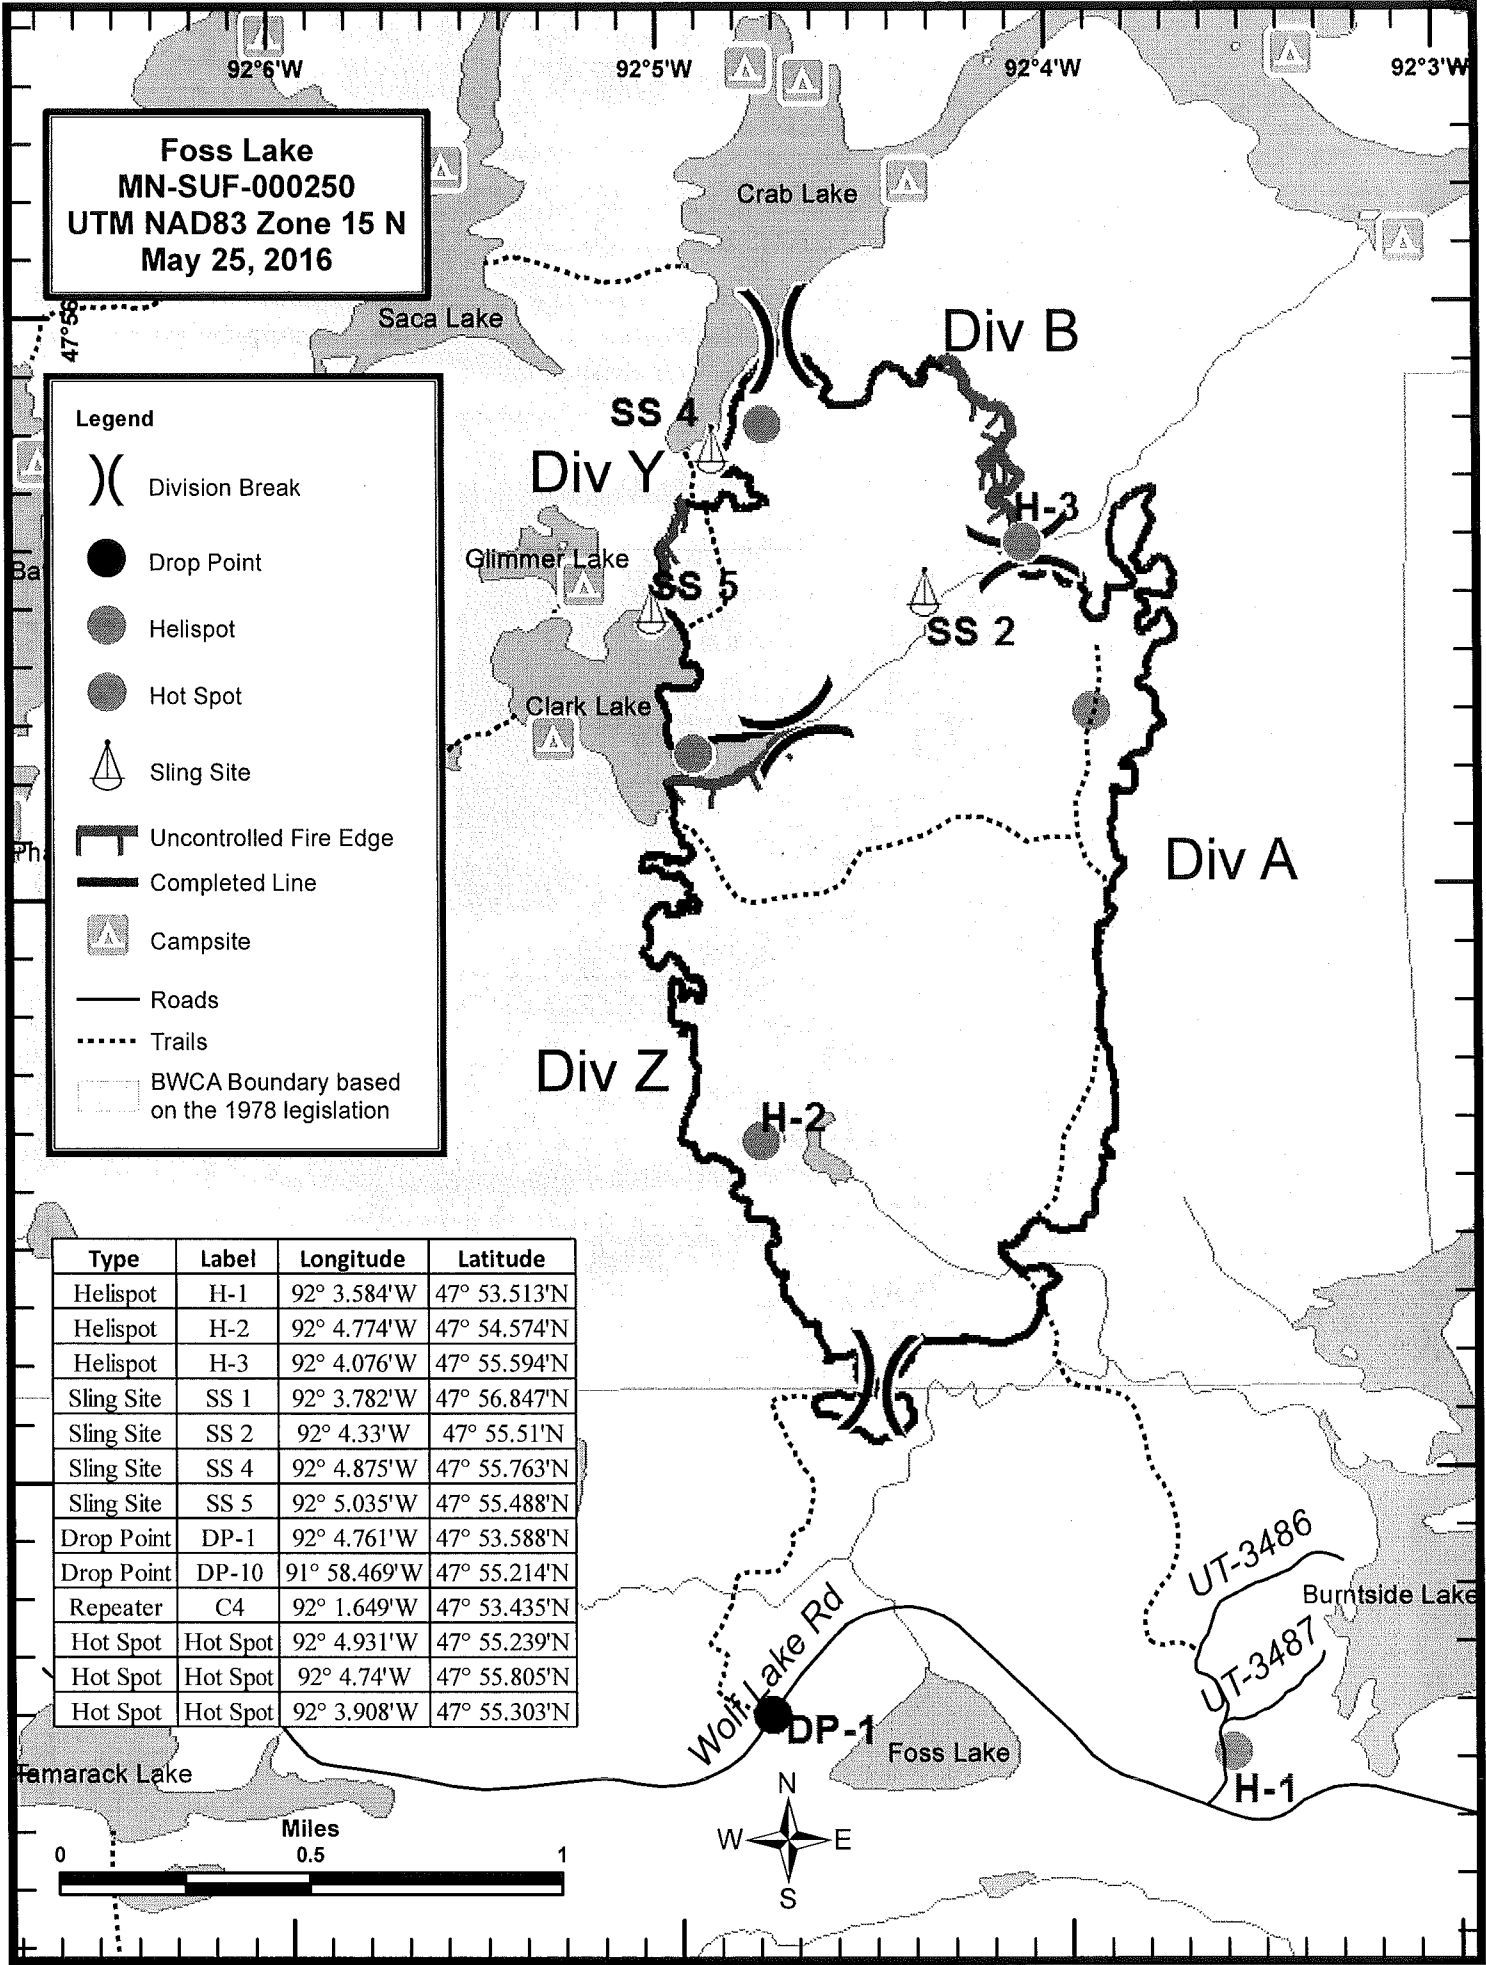 92°6'W
92°5'W
92°4'W
92°3'W
Foss Lake
MN-SUF-000250
UTM NAD83 Zone 15 N
May 25, 2016
47°56
Crab Lake
Saca Lake
Div B
Legend
Division Break
Drop Point
Helispot
Hot Spot
Sling Site
Uncontrolled Fire Edge
Completed Line
Campsite
Roads
Trails
BWCA Boundary based
on the 1978 legislation
SS 4
Div Y
H-3
Glimmer Lake
Ba
SS 5
SS 2
Clark Lake
Pha
Div A
Div Z
H-2
Type Label Longitude Latitude
Helispot H-1 92° 3.584'W 47° 53.513'N
Helispot H-2 92° 4.774'W 47° 54.574'N
Helispot H-3 92° 4.076'W 47° 55.594'N
Sling Site SS 1 92° 3.782'W 47° 56.847'N
Sling Site SS 2 92° 4.33'W 47° 55.51'N
Sling Site SS 4 92° 4.875'W 47° 55.763'N
Sling Site SS 5 92° 5.035'W 47° 55.488'N
Drop Point DP-1 92° 4.761'W 47° 53.588'N
Drop Point DP-10 91° 58.469'W 47° 55.214'N
Repeater C4 92° 1.649'W 47° 53.435'N
Hot Spot Hot Spot 92° 4.931'W 47° 55.239'N
Hot Spot Hot Spot 92° 4.74'W 47° 55.805'N
Hot Spot Hot Spot 92° 3.908'W 47° 55.303'N
UT-3486
Burntside Lake
UT-3487
Wolf Lake Rd
DP-1
Foss Lake
H-1
Tamarack Lake
Miles
0 0.5 1
N
W E
S